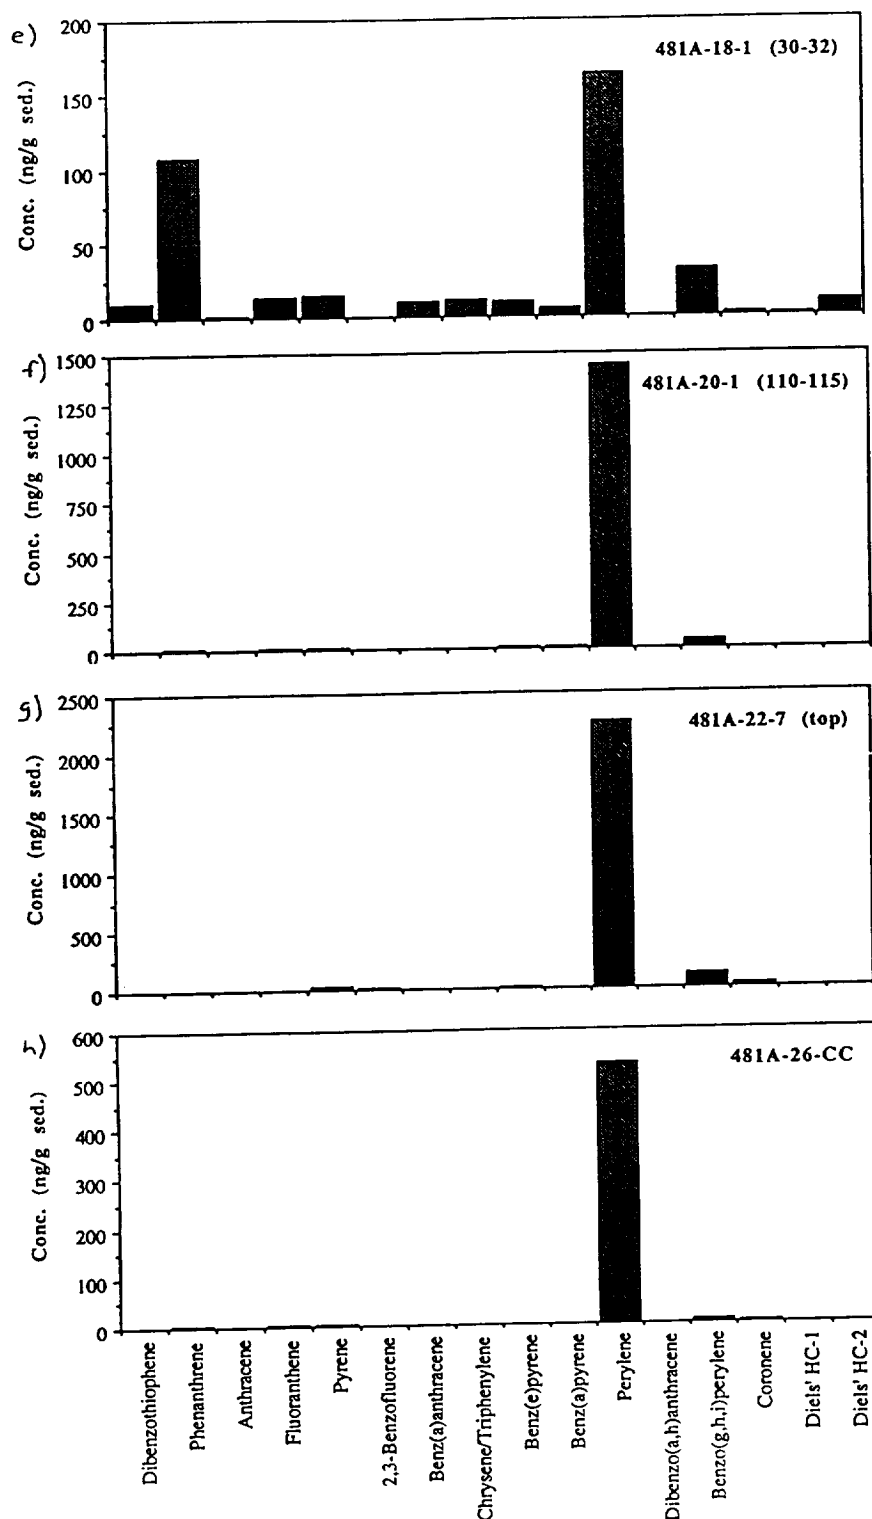 e)
200
150
100
50
0
Conc. (ng/g sed.)
481A-18-1 (30-32)
f)
1500
1250
1000
750
500
250
0
Conc. (ng/g sed.)
481A-20-1 (110-115)
g)
2500
2000
1500
1000
500
0
Conc. (ng/g sed.)
481A-22-7 (top)
h)
600
500
400
300
200
100
0
Conc. (ng/g sed.)
481A-26-CC
Dibenzothiophene
Phenanthrene
Anthracene
Fluoranthene
Pyrene
2,3-Benzofluorene
Benz(a)anthracene
Chrysene/Triphenylene
Benz(e)pyrene
Benz(a)pyrene
Perylene
Dibenzo(a,h)anthracene
Benzo(g,h,i)perylene
Coronene
Diels' HC-1
Diels' HC-2